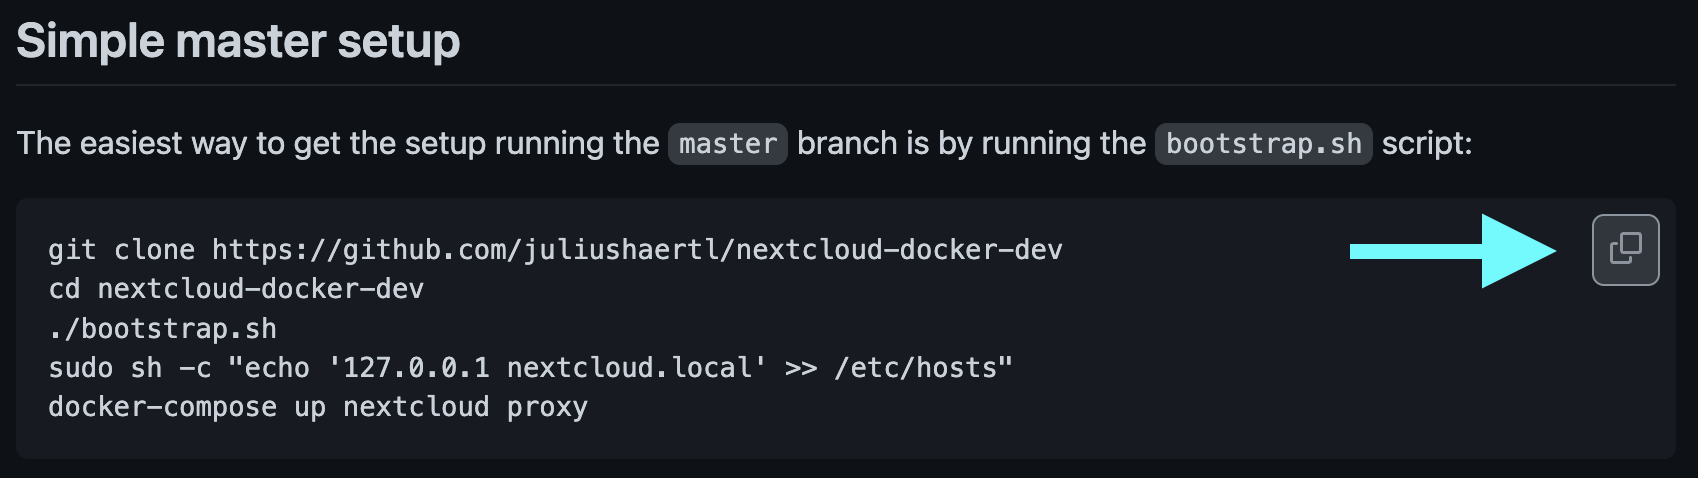 Simple master setup
The easiest way to get the setup running the master branch is by running the bootstrap.sh script:
git clone https://github.com/juliushaertl/nextcloud-docker-dev
cd nextcloud-docker-dev
./bootstrap.sh
sudo sh -c "echo '127.0.0.1 nextcloud.local' >> /etc/hosts"
docker-compose up nextcloud proxy